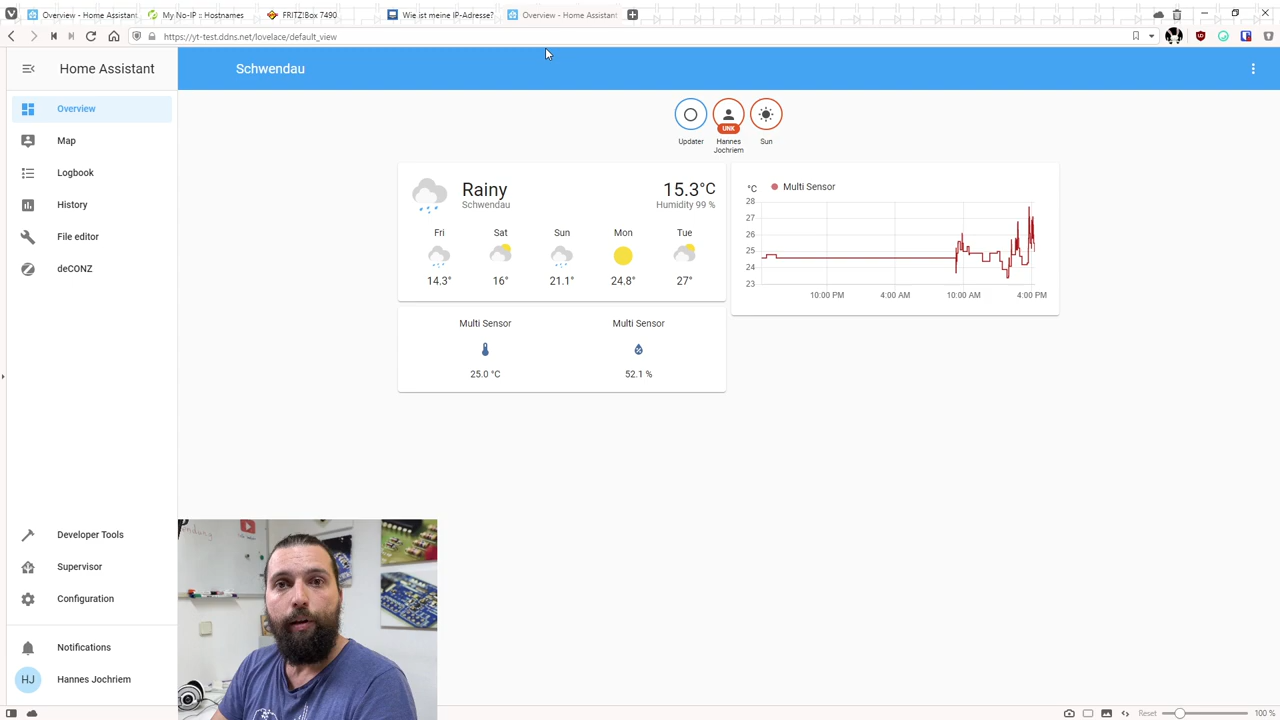 Overview - Home Assistant
My No-IP :: Hostnames
FRITZ!Box 7490
Wie ist meine IP-Adresse?
Overview - Home Assistant
https://yt-test.ddns.net/lovelace/default_view
Home Assistant
Schwendau
Overview
Map
Logbook
History
File editor
deCONZ
Developer Tools
Supervisor
Configuration
Notifications
HJ
Hannes Jochriem
UNK
Updater
Hannes
Jochriem
Sun
Rainy
Schwendau
15.3°C
Humidity 99 %
Fri
Sat
Sun
Mon
Tue
14.3°
16°
21.1°
24.8°
27°
Multi Sensor
Multi Sensor
25.0 °C
52.1 %
°C
Multi Sensor
28
27
26
25
24
23
10:00 PM
4:00 AM
10:00 AM
4:00 PM
Reset
100 %